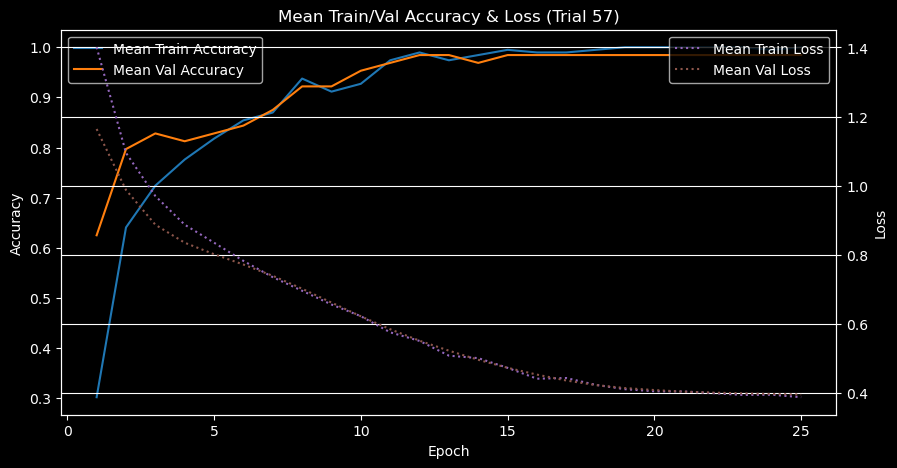 Mean Train/Val Accuracy & Loss (Trial 57)
Mean Train Accuracy
Mean Val Accuracy
Mean Train Loss
Mean Val Loss
Accuracy
1.0
0.9
0.8
0.7
0.6
0.5
0.4
0.3
Loss
1.4
1.2
1.0
0.8
0.6
0.4
0
5
10
15
20
25
Epoch